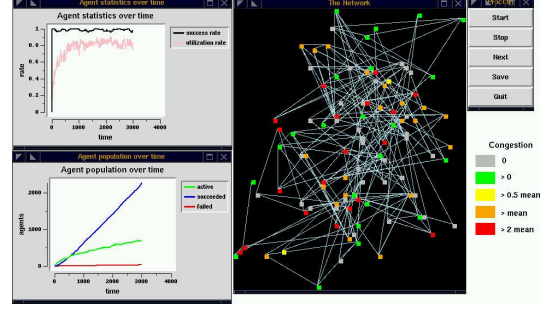 Agent statistics over time
Agent statistics over time
success rate
utilization rate
rate
1
0.8
0.6
0.4
0.2
0
0
1000
2000
3000
4000
time
Agent population over time
Agent population over time
active
succeeded
failed
agents
2000
1000
0
0
1000
2000
3000
4000
time
The Network
Start
Stop
Next
Save
Quit
Congestion
0
> 0
> 0.5 mean
> mean
> 2 mean